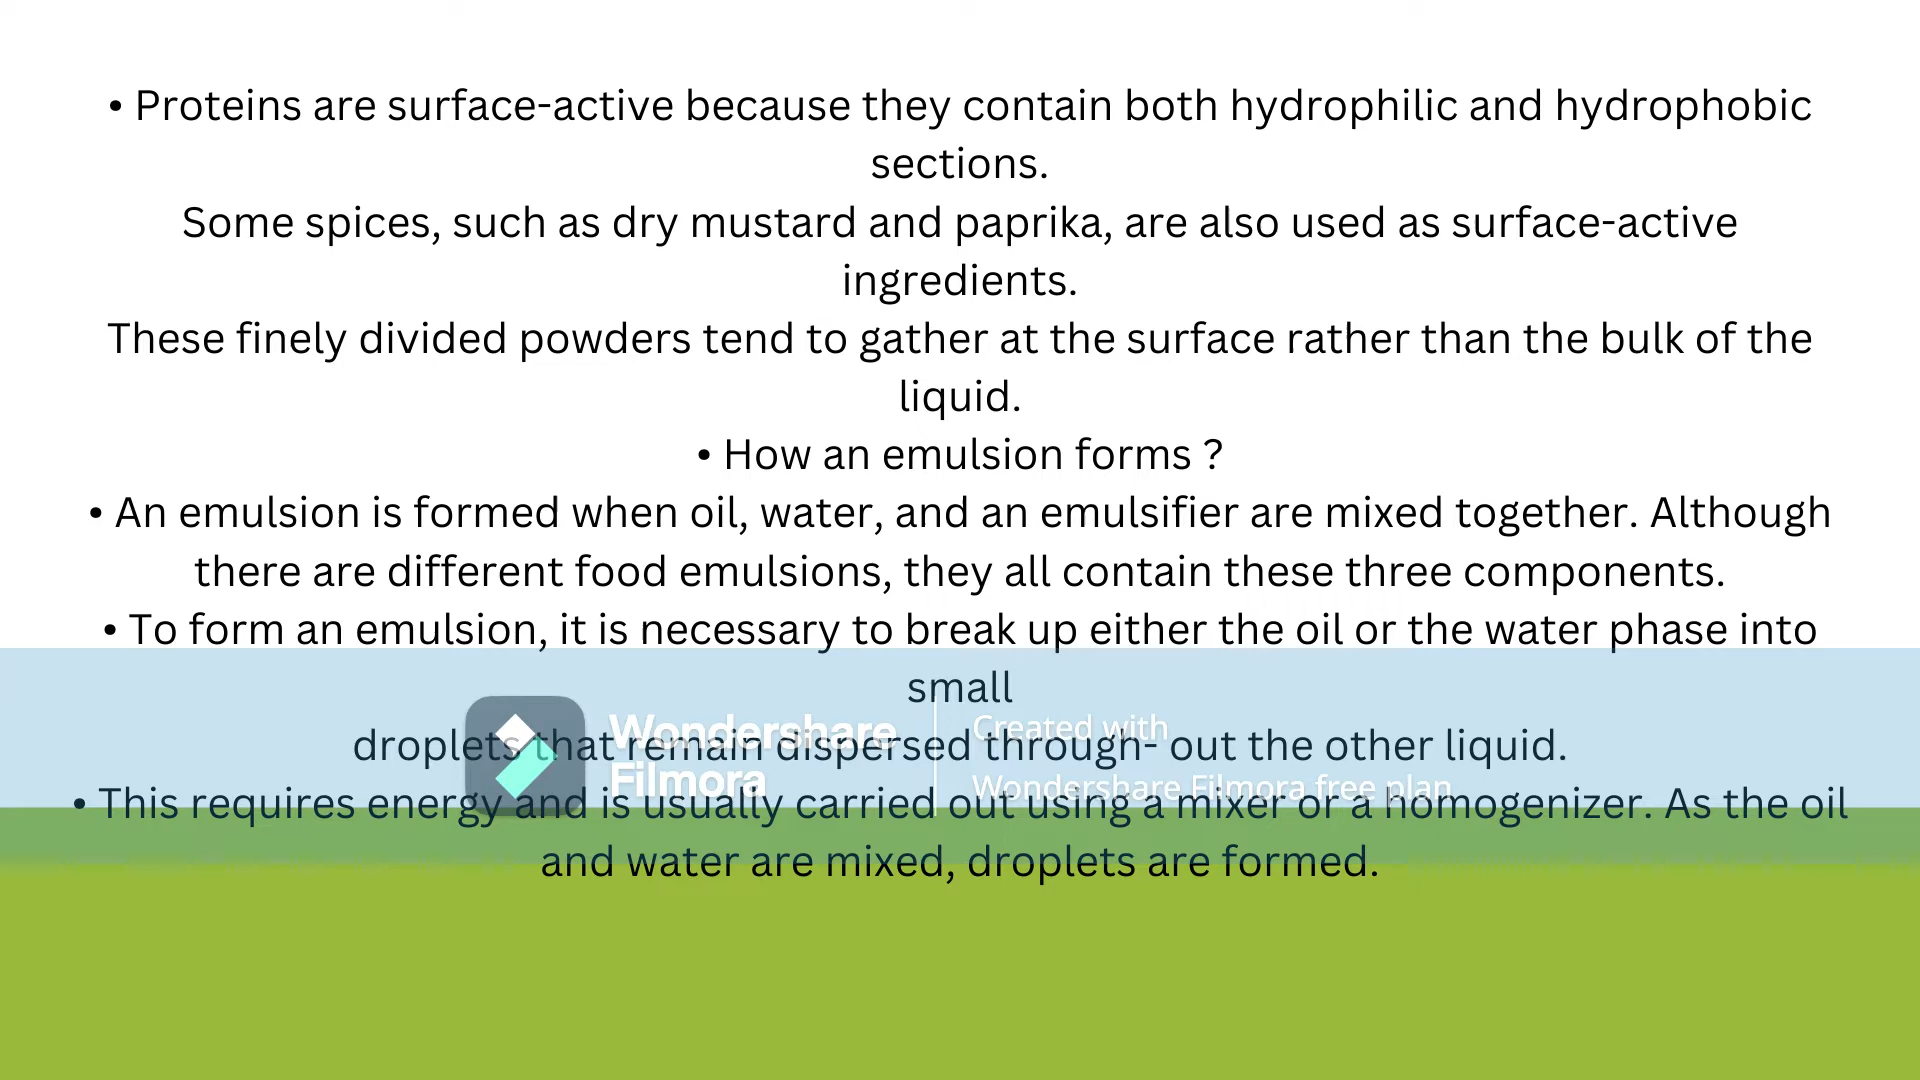 • Proteins are surface-active because they contain both hydrophilic and hydrophobic
sections.
Some spices, such as dry mustard and paprika, are also used as surface-active
ingredients.
These finely divided powders tend to gather at the surface rather than the bulk of the
liquid.
• How an emulsion forms ?
• An emulsion is formed when oil, water, and an emulsifier are mixed together. Although
there are different food emulsions, they all contain these three components.
• To form an emulsion, it is necessary to break up either the oil or the water phase into
small
droplets that remain dispersed through- out the other liquid.
• This requires energy and is usually carried out using a mixer or a homogenizer. As the oil
and water are mixed, droplets are formed.
Wondershare
Filmora
Created with
Wondershare Filmora free plan